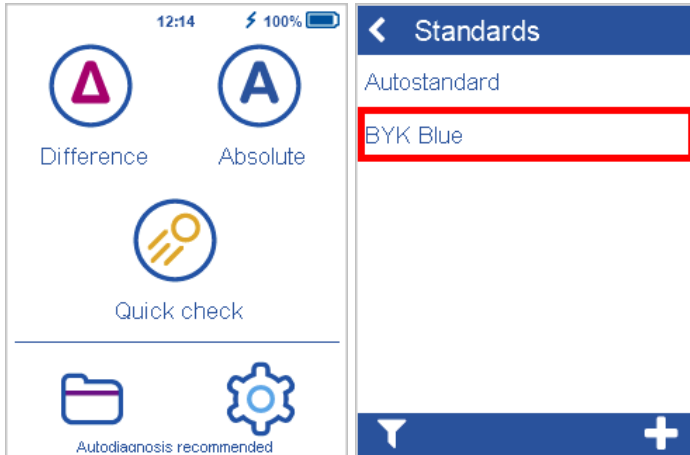 12:14 100%
Difference Absolute
Quick check
Autodiagnosis recommended
Standards
Autostandard
BYK Blue